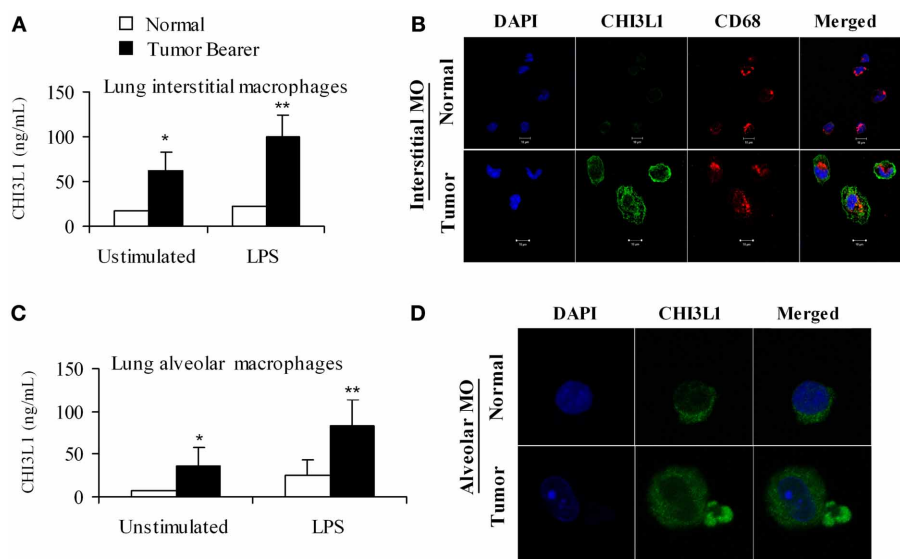 A
Normal
Tumor Bearer
Lung interstitial macrophages
CHI3L1 (ng/mL)
150
100
50
0
*
**
Ustimulated
LPS
B
DAPI
CHI3L1
CD68
Merged
Interstitial MO
Normal
Tumor
C
Lung alveolar macrophages
CHI3L1 (ng/mL)
150
100
50
0
*
**
Unstimulated
LPS
D
DAPI
CHI3L1
Merged
Alveolar MO
Normal
Tumor